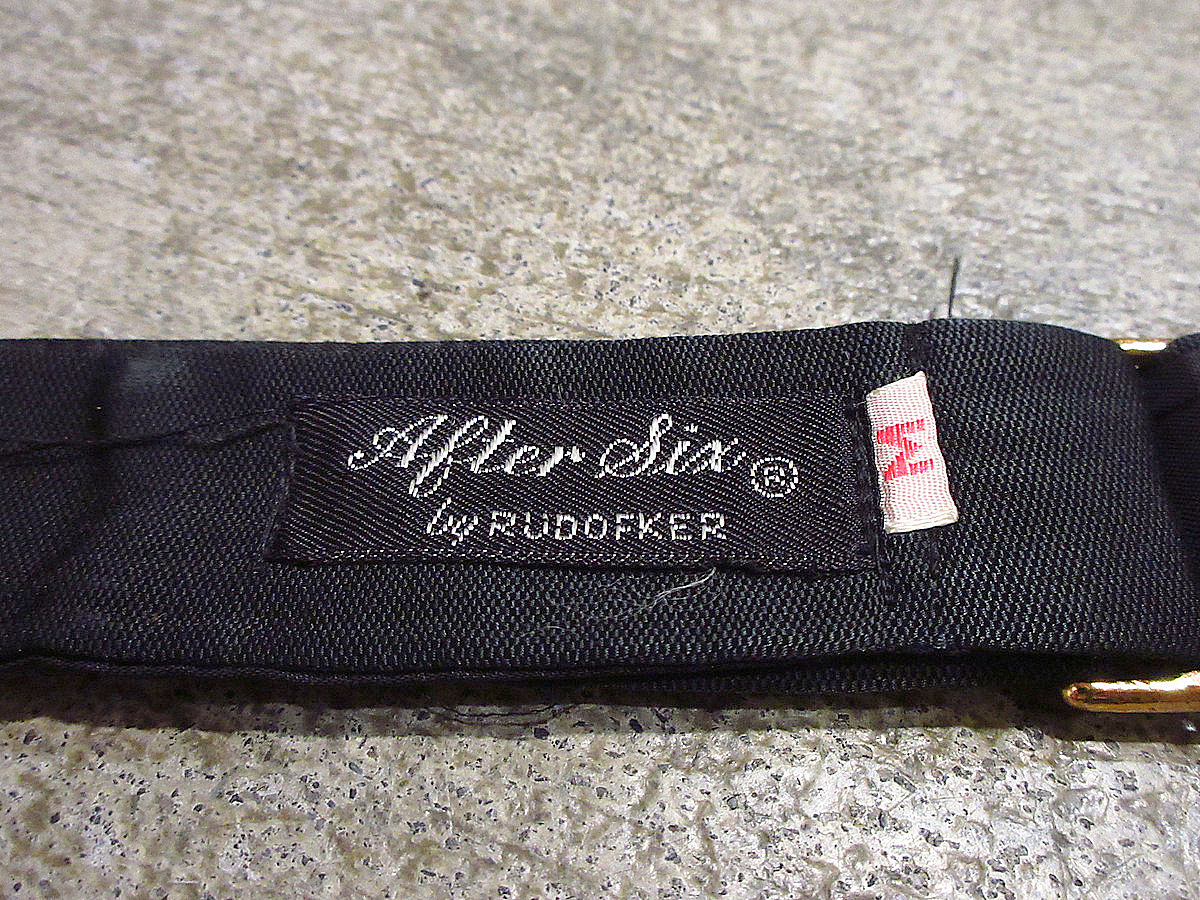 After Six ®
by RUDOFKER
M